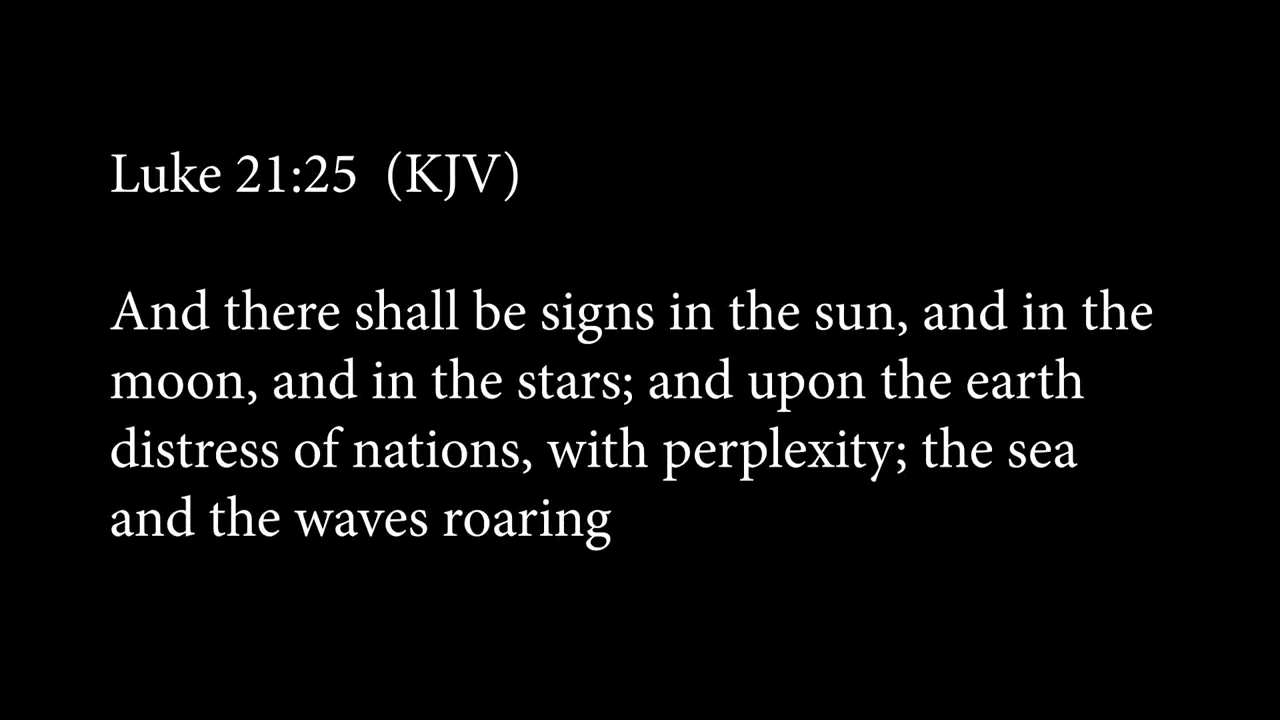 Luke 21:25  (KJV)
And there shall be signs in the sun, and in the
moon, and in the stars; and upon the earth
distress of nations, with perplexity; the sea
and the waves roaring